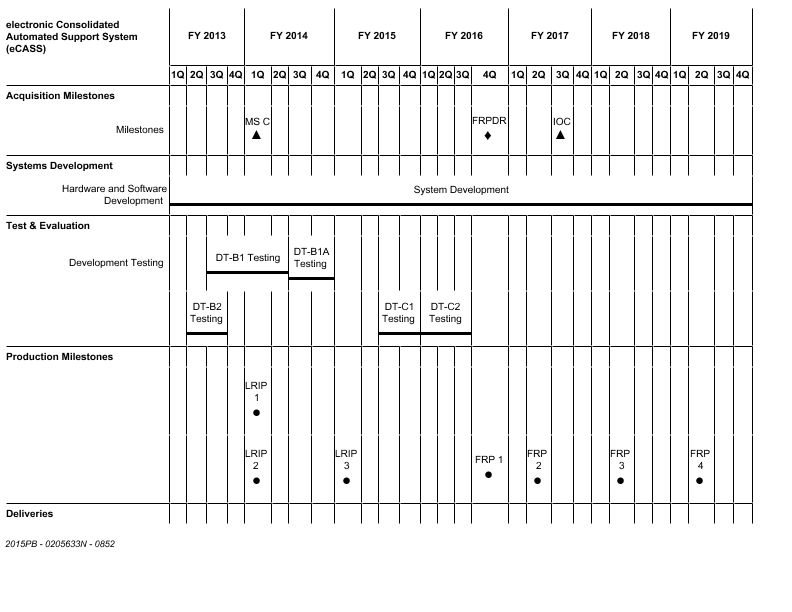 electronic Consolidated
Automated Support System
(eCASS)
FY 2013 FY 2014 FY 2015 FY 2016 FY 2017 FY 2018 FY 2019
1Q 2Q 3Q 4Q 1Q 2Q 3Q 4Q 1Q 2Q 3Q 4Q 1Q 2Q 3Q 4Q 1Q 2Q 3Q 4Q 1Q 2Q 3Q 4Q 1Q 2Q 3Q 4Q
Acquisition Milestones
Milestones
MS C
FRPDR
IOC
Systems Development
Hardware and Software
Development
System Development
Test & Evaluation
Development Testing
DT-B1 Testing
DT-B1A
Testing
DT-B2
Testing
DT-C1
Testing
DT-C2
Testing
Production Milestones
LRIP
1
LRIP
2
LRIP
3
FRP 1
FRP
2
FRP
3
FRP
4
Deliveries
2015PB - 0205633N - 0852